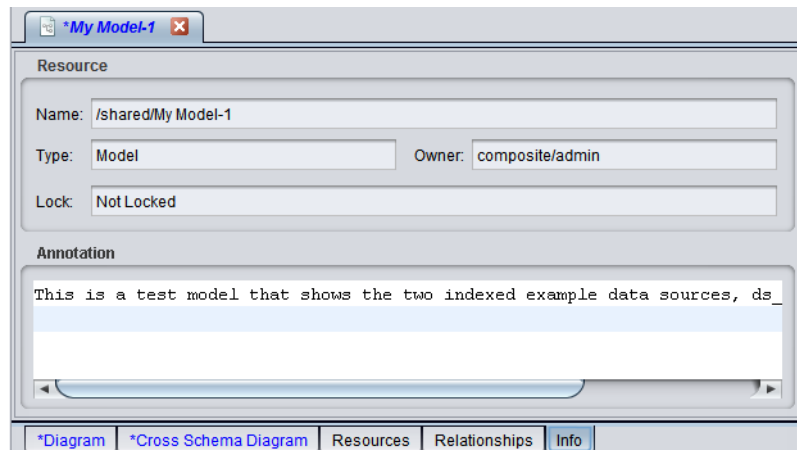 *My Model-1
Resource
Name: /shared/My Model-1
Type: Model Owner: composite/admin
Lock: Not Locked
Annotation
This is a test model that shows the two indexed example data sources, ds_
*Diagram *Cross Schema Diagram Resources Relationships Info